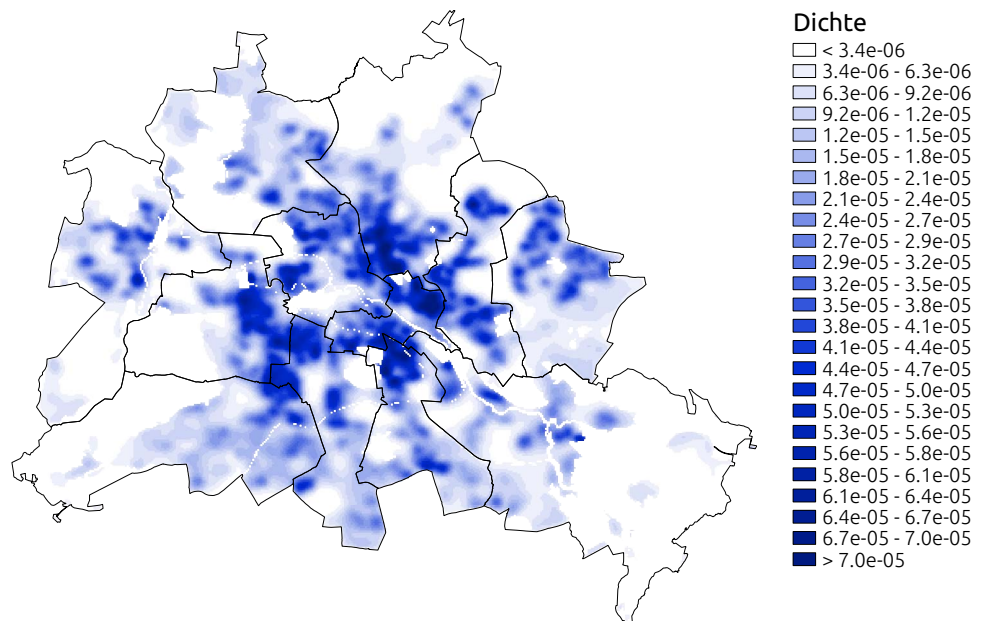 Dichte
< 3.4e-06
3.4e-06 - 6.3e-06
6.3e-06 - 9.2e-06
9.2e-06 - 1.2e-05
1.2e-05 - 1.5e-05
1.5e-05 - 1.8e-05
1.8e-05 - 2.1e-05
2.1e-05 - 2.4e-05
2.4e-05 - 2.7e-05
2.7e-05 - 2.9e-05
2.9e-05 - 3.2e-05
3.2e-05 - 3.5e-05
3.5e-05 - 3.8e-05
3.8e-05 - 4.1e-05
4.1e-05 - 4.4e-05
4.4e-05 - 4.7e-05
4.7e-05 - 5.0e-05
5.0e-05 - 5.3e-05
5.3e-05 - 5.6e-05
5.6e-05 - 5.8e-05
5.8e-05 - 6.1e-05
6.1e-05 - 6.4e-05
6.4e-05 - 6.7e-05
6.7e-05 - 7.0e-05
> 7.0e-05